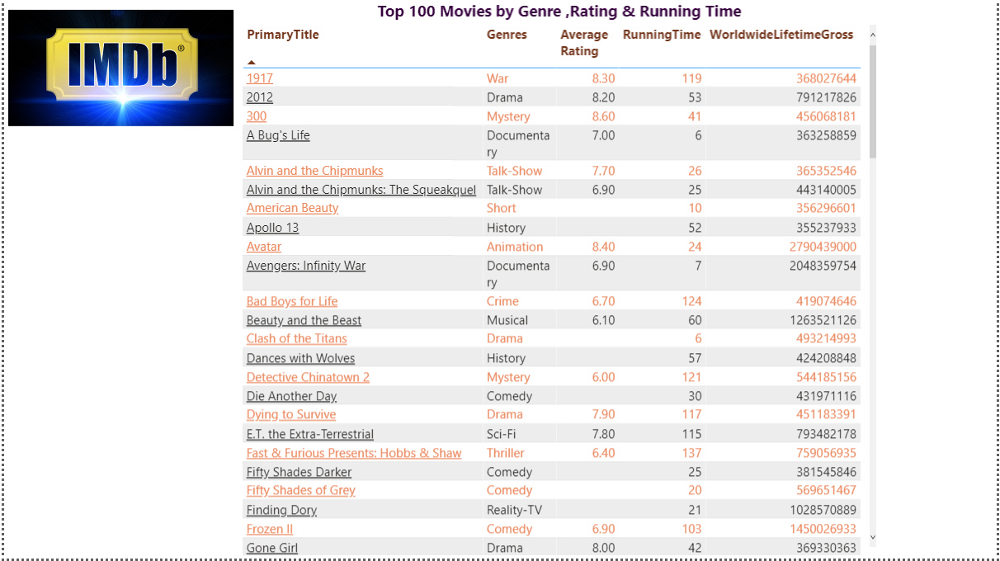 Top 100 Movies by Genre ,Rating & Running Time
IMDb®
PrimaryTitle Genres Average Rating RunningTime WorldwideLifetimeGross
1917 War 8.30 119 368027644
2012 Drama 8.20 53 791217826
300 Mystery 8.60 41 456068181
A Bug's Life Documenta 7.00 6 363258859
ry
Alvin and the Chipmunks Talk-Show 7.70 26 365352546
Alvin and the Chipmunks: The Squeakquel Talk-Show 6.90 25 443140005
American Beauty Short 10 356296601
Apollo 13 History 52 355237933
Avatar Animation 8.40 24 2790439000
Avengers: Infinity War Documenta 6.90 7 2048359754
ry
Bad Boys for Life Crime 6.70 124 419074646
Beauty and the Beast Musical 6.10 60 1263521126
Clash of the Titans Drama 6 493214993
Dances with Wolves History 57 424208848
Detective Chinatown 2 Mystery 6.00 121 544185156
Die Another Day Comedy 30 431971116
Dying to Survive Drama 7.90 117 451183391
E.T. the Extra-Terrestrial Sci-Fi 7.80 115 793482178
Fast & Furious Presents: Hobbs & Shaw Thriller 6.40 137 759056935
Fifty Shades Darker Comedy 25 381545846
Fifty Shades of Grey Comedy 20 569651467
Finding Dory Reality-TV 21 1028570889
Frozen II Comedy 6.90 103 1450026933
Gone Girl Drama 8.00 42 369330363